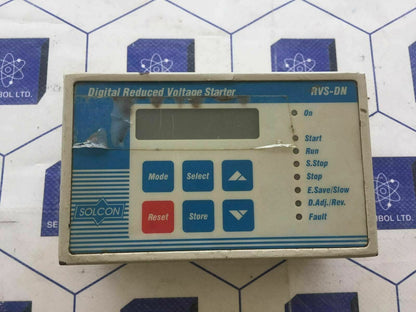 Digital Reduced Voltage Starter RVS-DN
On
Start
Run
S.Stop
Stop
E.Save/Slow
D.Adj./Rev.
Fault
Mode Select
Reset Store
SOLCON
BOL LTD.
SE